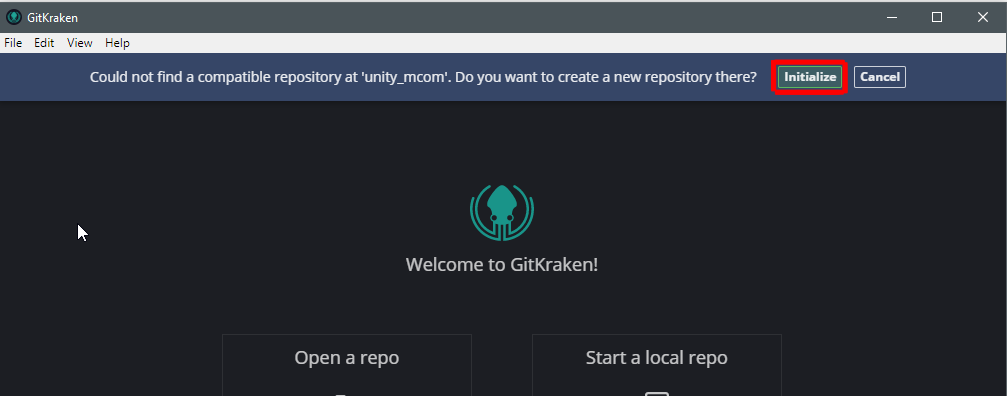 GitKraken
File Edit View Help
Could not find a compatible repository at 'unity_mcom'. Do you want to create a new repository there? Initialize Cancel
Welcome to GitKraken!
Open a repo Start a local repo